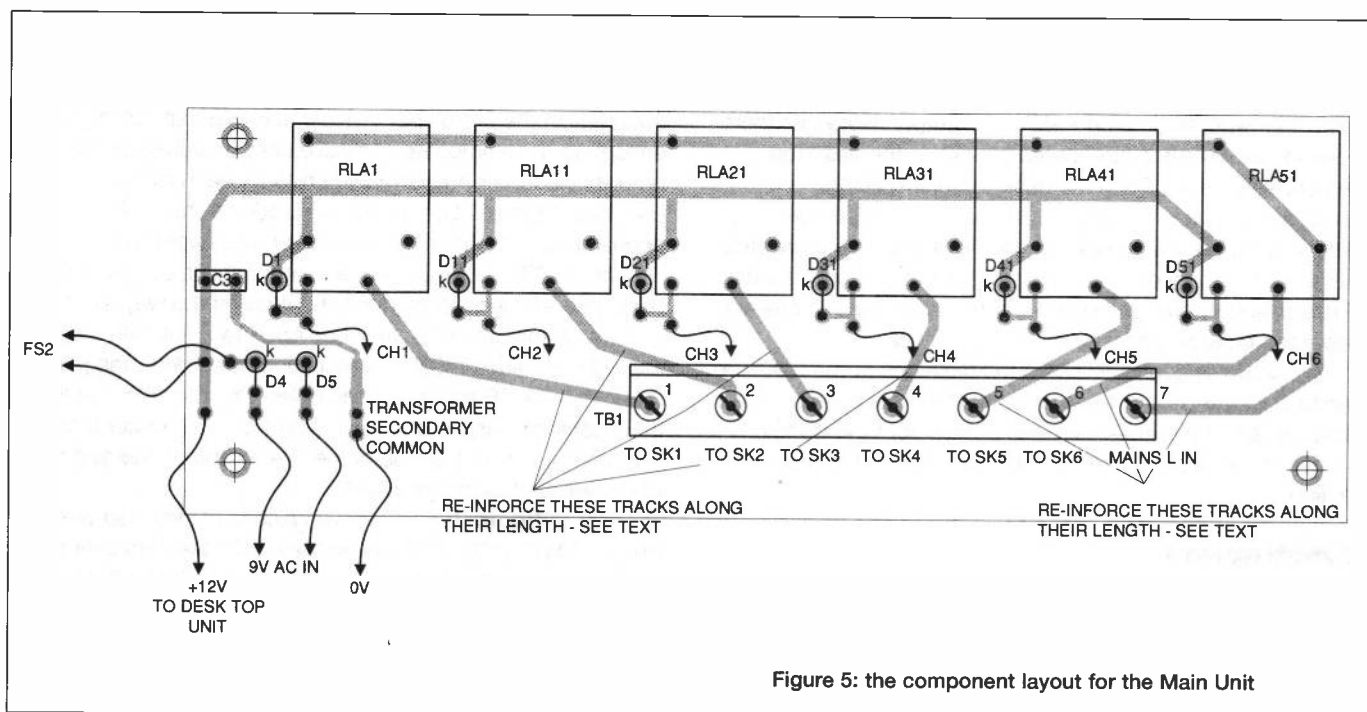 RLA1
RLA11
RLA21
RLA31
RLA41
RLA51
D1
k
D11
k
D21
k
D31
k
D41
k
D51
k
C3
FS2
k
D4
k
D5
CH1
CH2
CH3
CH4
CH5
CH6
TB1
1
2
3
4
5
6
7
TO SK1
TO SK2
TO SK3
TO SK4
TO SK5
TO SK6
MAINS L IN
TRANSFORMER
SECONDARY
COMMON
RE-INFORCE THESE TRACKS ALONG
THEIR LENGTH - SEE TEXT
RE-INFORCE THESE TRACKS ALONG
THEIR LENGTH - SEE TEXT
+12V
TO DESK TOP
UNIT
9V AC IN
0V
Figure 5: the component layout for the Main Unit